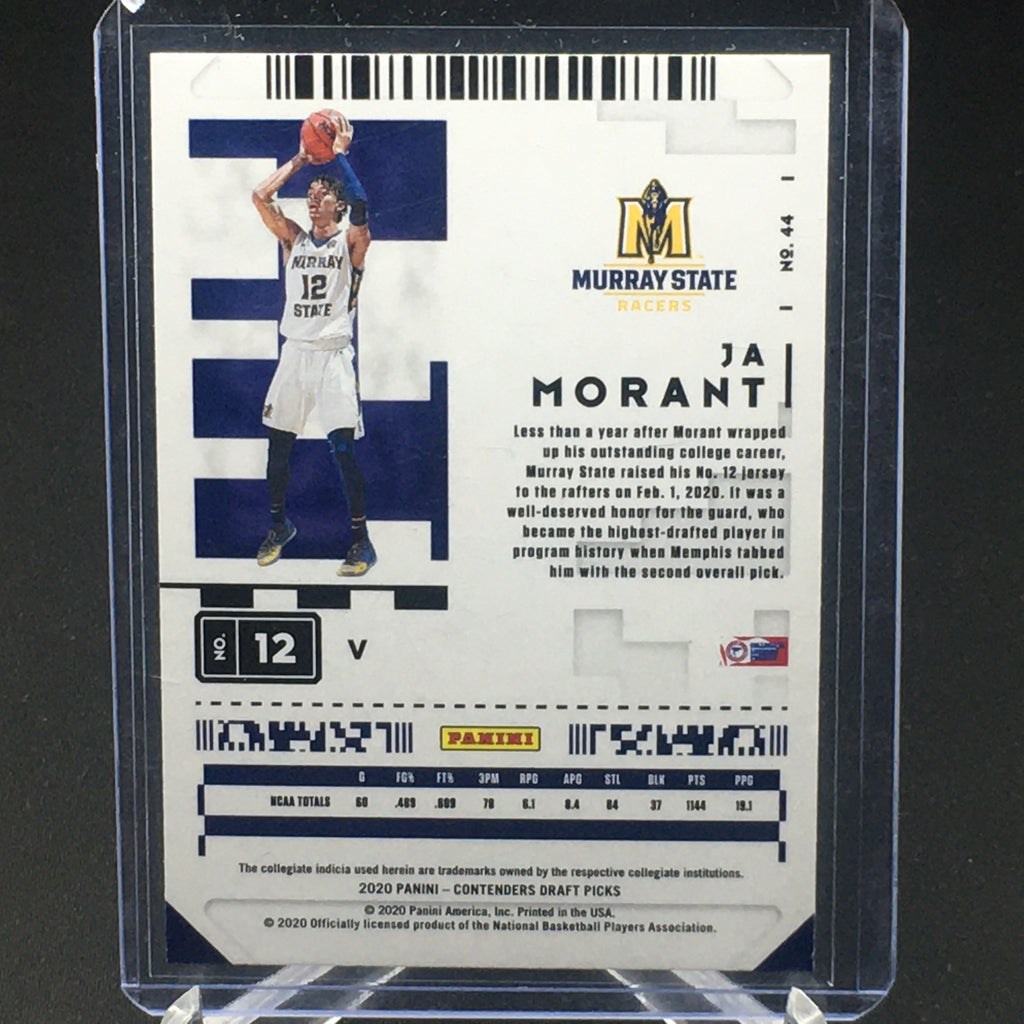 MURRAY
12
STATE
M
MURRAY STATE
RACERS
No. 44
JA
MORANT
Less than a year after Morant wrapped
up his outstanding college career,
Murray State raised his No. 12 jersey
to the rafters on Feb. 1, 2020. It was a
well-deserved honor for the guard, who
became the highest-drafted player in
program history when Memphis tabbed
him with the second overall pick.
NO. 12
V
PANINI
G FG% FT% 3PM RPG APG STL BLK PTS PPG
NCAA TOTALS 60 .469 .809 78 6.1 8.4 84 37 1144 19.1
The collegiate indicia used herein are trademarks owned by the respective collegiate institutions.
2020 PANINI – CONTENDERS DRAFT PICKS
© 2020 Panini America, Inc. Printed in the USA.
© 2020 Officially licensed product of the National Basketball Players Association.